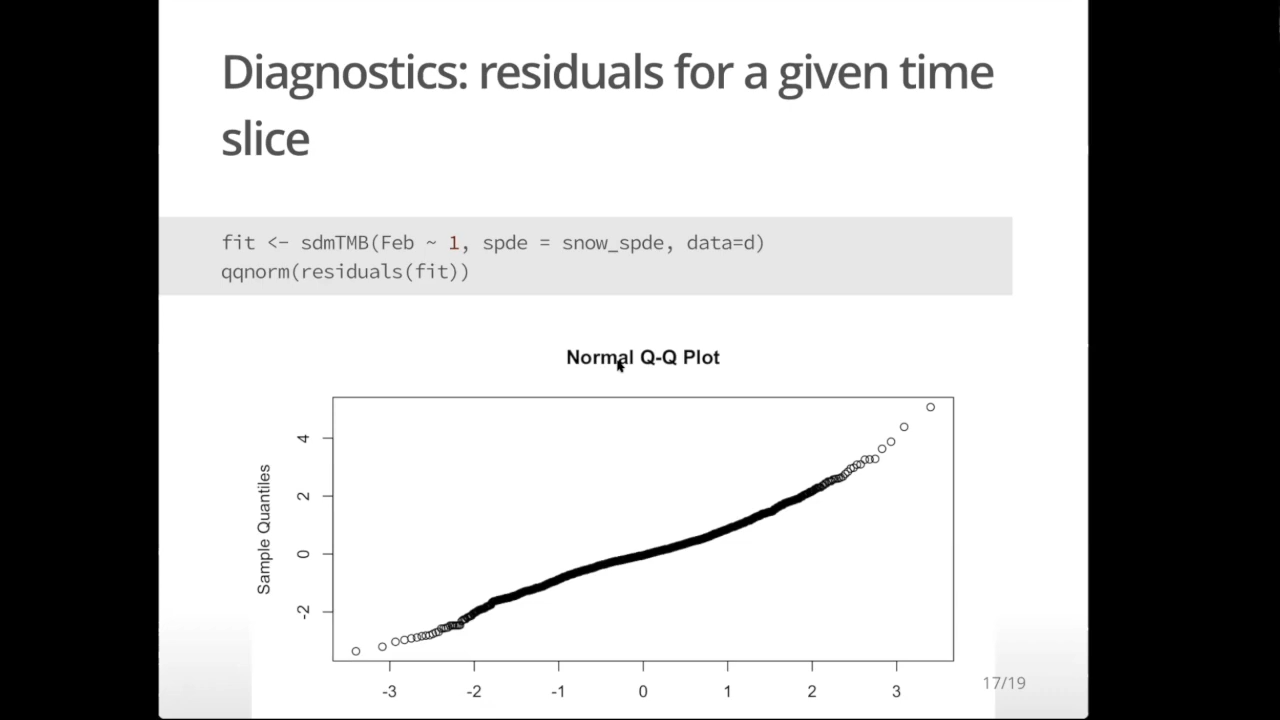 Diagnostics: residuals for a given time
slice
fit <- sdmTMB(Feb ~ 1, spde = snow_spde, data=d)
qqnorm(residuals(fit))
Normal Q-Q Plot
Sample Quantiles
4
2
0
-2
-3 -2 -1 0 1 2 3
17/19